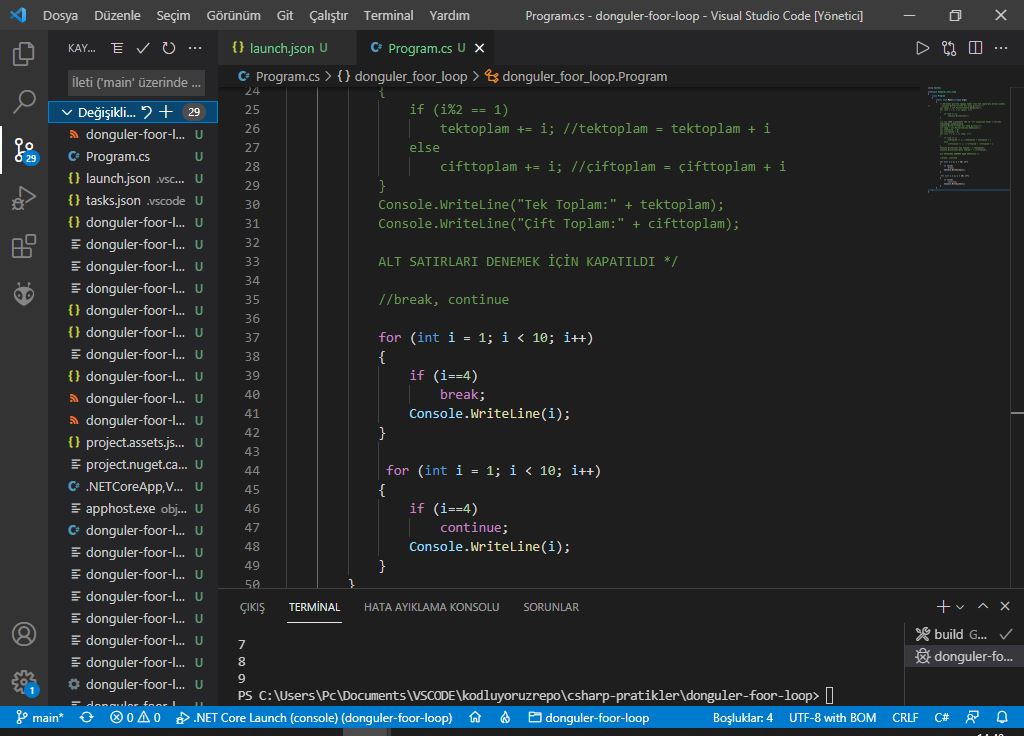 Dosya Düzenle Seçim Görünüm Git Çalıştır Terminal Yardım Program.cs - donguler-foor-loop - Visual Studio Code [Yönetici]
KAY... launch.json U Program.cs U
İleti ('main' üzerinde ... Program.cs > {} donguler_foor_loop > donguler_foor_loop.Program
Değişikli... 29
donguler-foor-l... U
Program.cs U
{} launch.json .vsc... U
{} tasks.json .vscode U
{} donguler-foor-l... U
donguler-foor-l... U
donguler-foor-l... U
donguler-foor-l... U
{} donguler-foor-l... U
{} donguler-foor-l... U
donguler-foor-l... U
{} donguler-foor-l... U
donguler-foor-l... U
donguler-foor-l... U
{} project.assets.js... U
project.nuget.ca... U
.NETCoreApp,V... U
apphost.exe obj... U
donguler-foor-l... U
donguler-foor-l... U
donguler-foor-l... U
donguler-foor-l... U
donguler-foor-l... U
donguler-foor-l... U
donguler-foor-l... U
donguler-foor-l... U
donguler-foor-l... U
29
1
24 {
25 if (i%2 == 1)
26 tektoplam += i; //tektoplam = tektoplam + i
27 else
28 cifttoplam += i; //çiftoplam = çifttoplam + i
29 }
30 Console.WriteLine("Tek Toplam:" + tektoplam);
31 Console.WriteLine("Çift Toplam:" + cifttoplam);
32
33 ALT SATIRLARI DENEMEK İÇİN KAPATILDI */
34
35 //break, continue
36
37 for (int i = 1; i < 10; i++)
38 {
39 if (i==4)
40 break;
41 Console.WriteLine(i);
42 }
43
44 for (int i = 1; i < 10; i++)
45 {
46 if (i==4)
47 continue;
48 Console.WriteLine(i);
49 }
50 }
ÇIKIŞ TERMİNAL HATA AYIKLAMA KONSOLU SORUNLAR
7
8
9
PS C:\Users\Pc\Documents\VSCODE\kodluyoruzrepo\csharp-pratikler\donguler-foor-loop>
build G...
donguler-fo...
main* 0 0 .NET Core Launch (console) (donguler-foor-loop) donguler-foor-loop Boşluklar: 4 UTF-8 with BOM CRLF C#